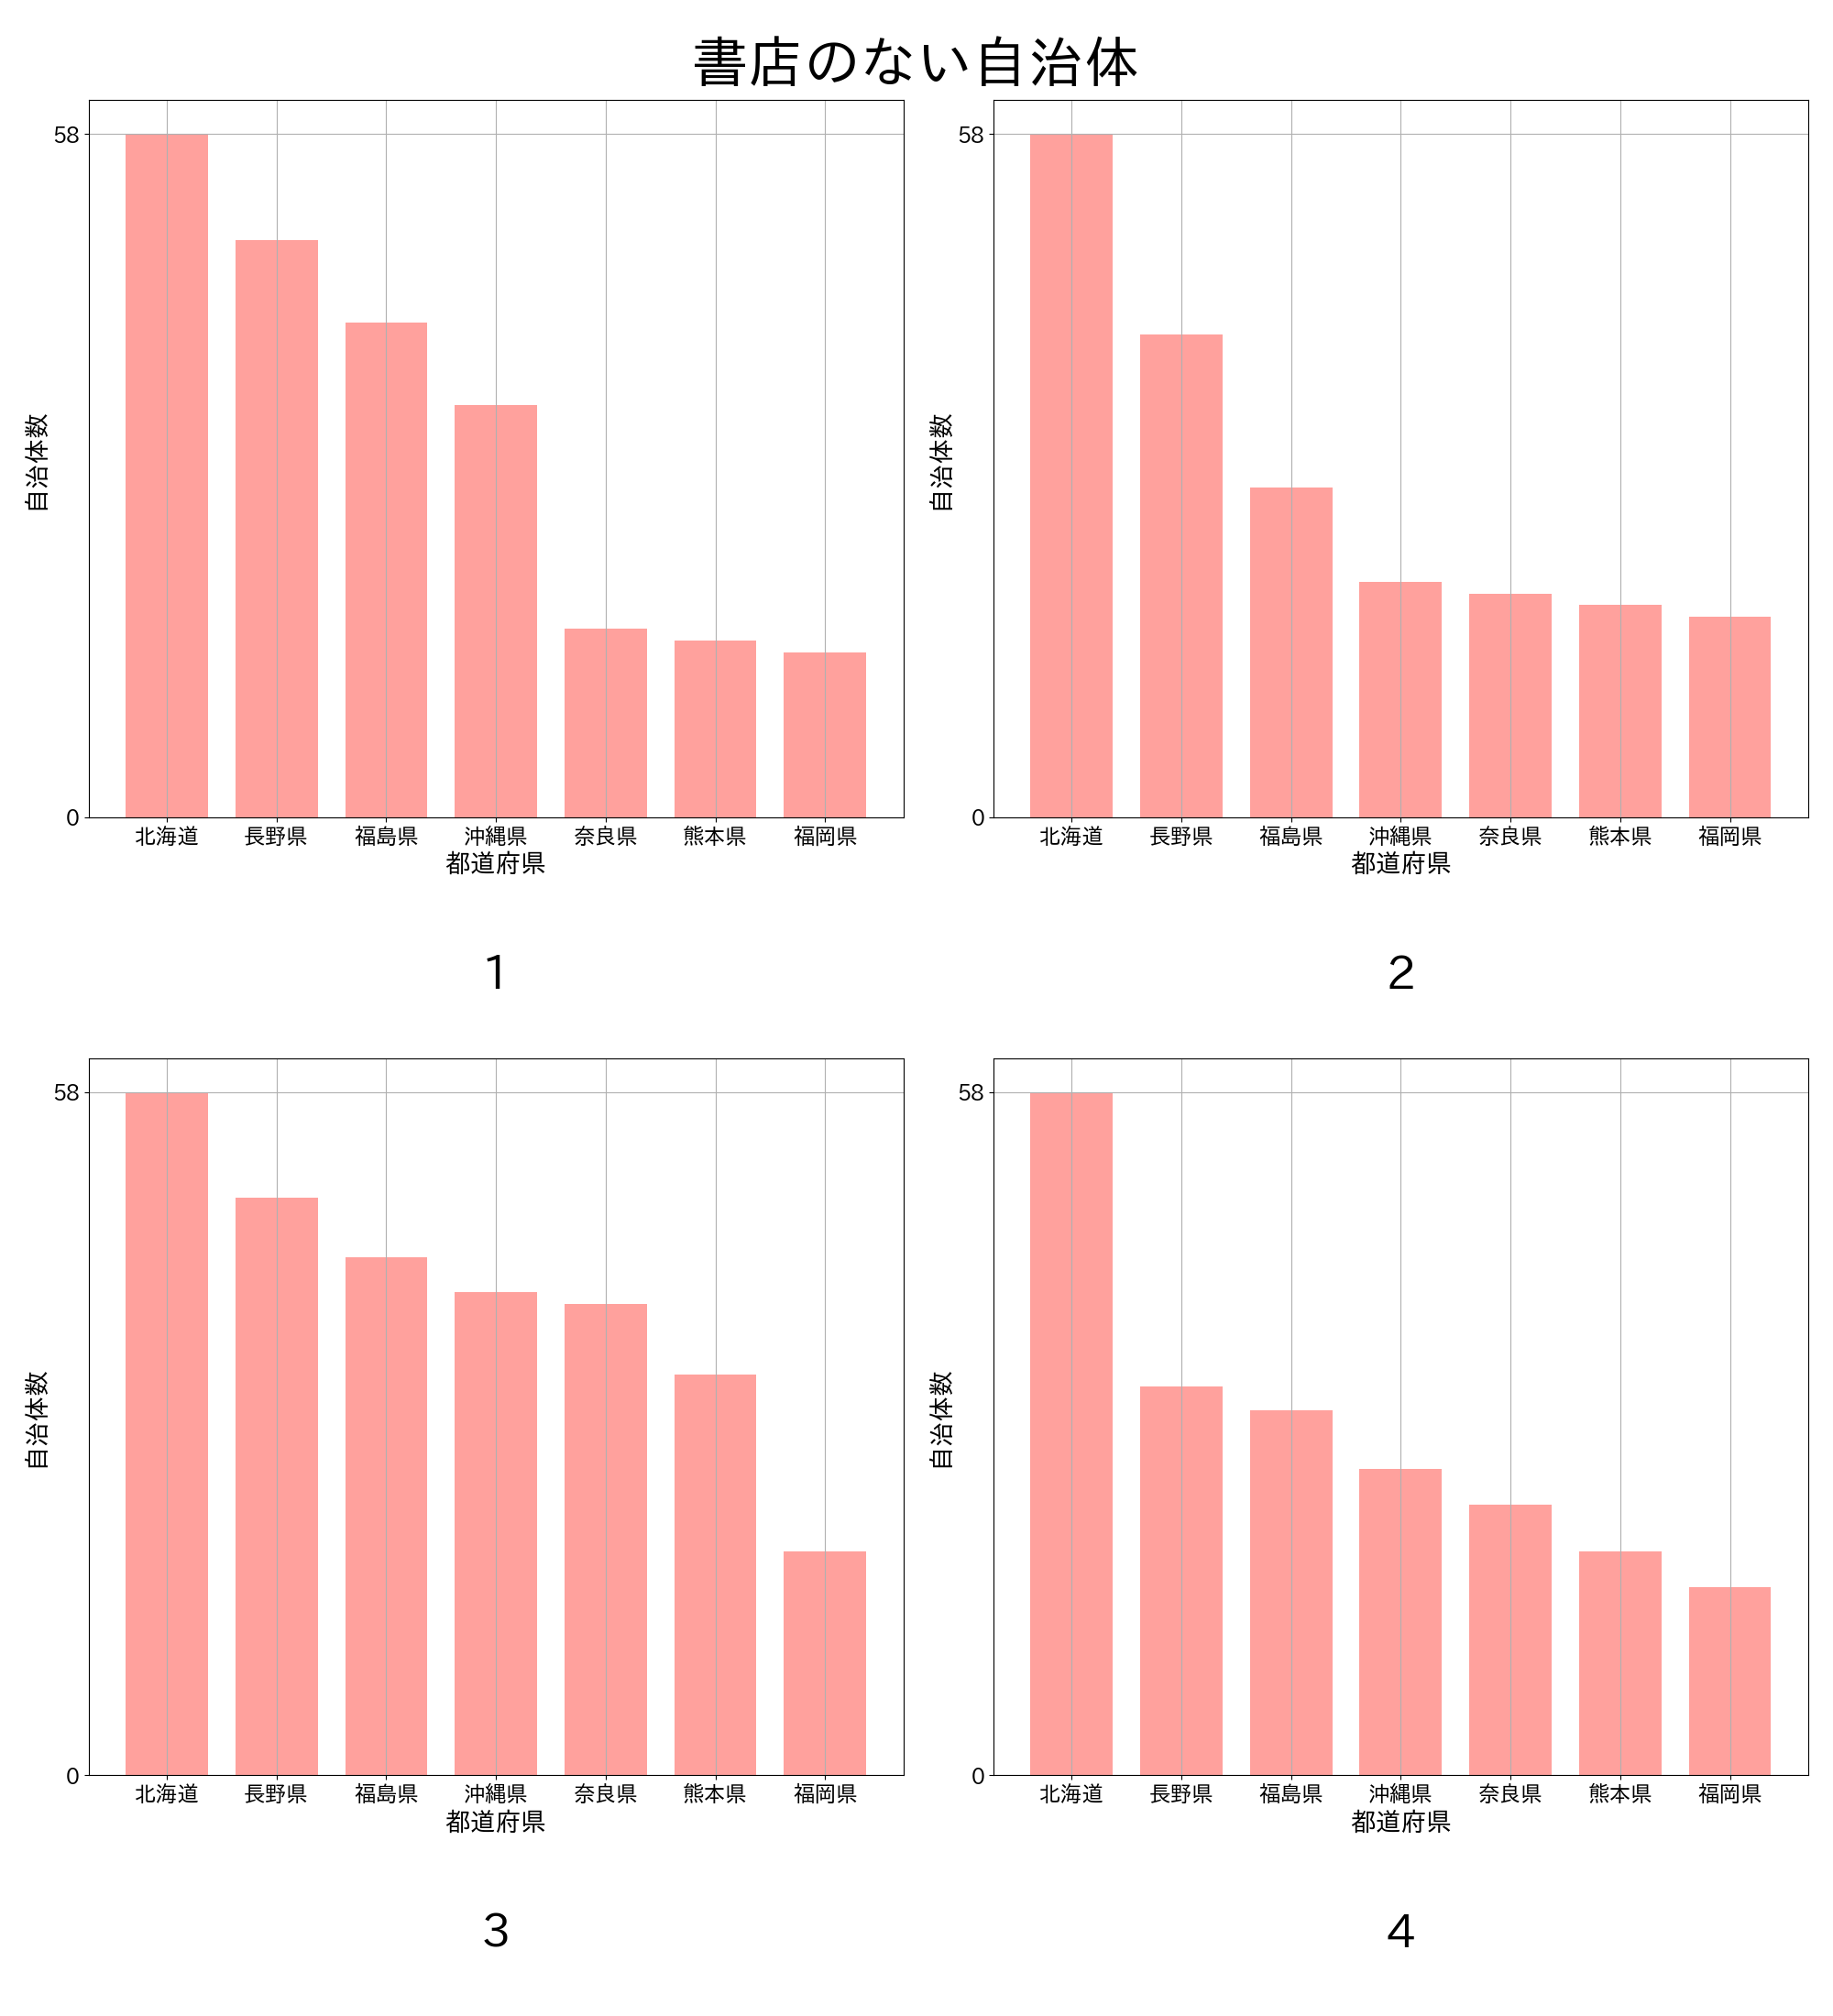 書店のない自治体
58
0
自治体数
北海道 長野県 福島県 沖縄県 奈良県 熊本県 福岡県
都道府県
1
58
0
自治体数
北海道 長野県 福島県 沖縄県 奈良県 熊本県 福岡県
都道府県
2
58
0
自治体数
北海道 長野県 福島県 沖縄県 奈良県 熊本県 福岡県
都道府県
3
58
0
自治体数
北海道 長野県 福島県 沖縄県 奈良県 熊本県 福岡県
都道府県
4